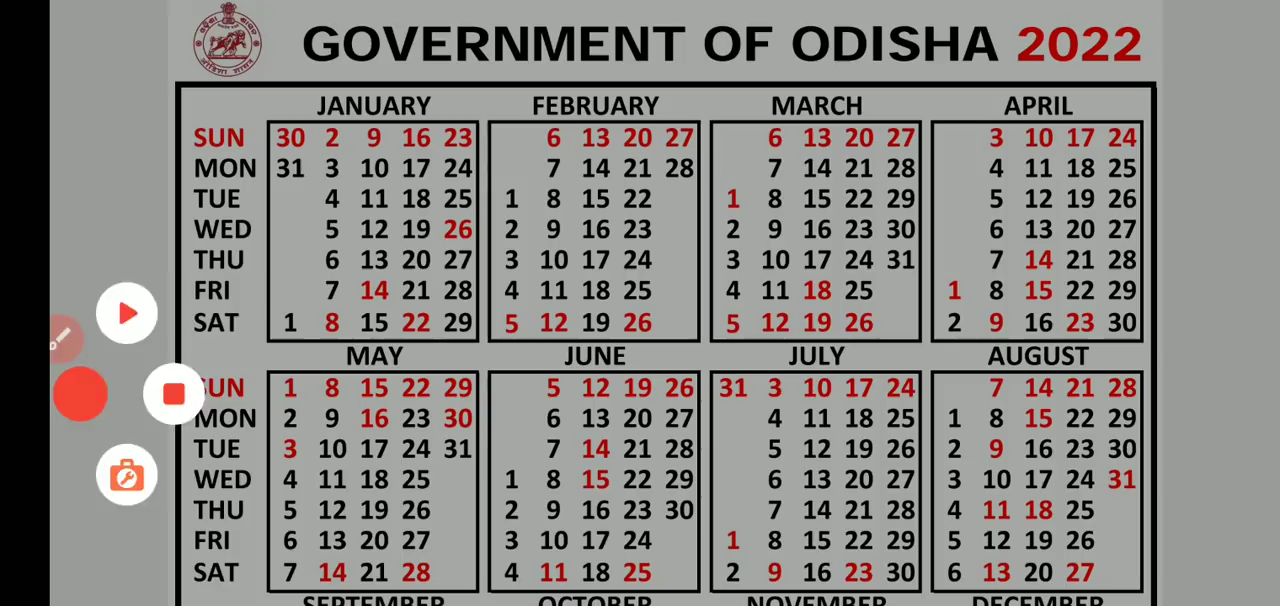 GOVERNMENT OF ODISHA 2022
JANUARY FEBRUARY MARCH APRIL
SUN 30 2 9 16 23 6 13 20 27 6 13 20 27 3 10 17 24
MON 31 3 10 17 24 7 14 21 28 7 14 21 28 4 11 18 25
TUE 4 11 18 25 1 8 15 22 1 8 15 22 29 5 12 19 26
WED 5 12 19 26 2 9 16 23 2 9 16 23 30 6 13 20 27
THU 6 13 20 27 3 10 17 24 3 10 17 24 31 7 14 21 28
FRI 7 14 21 28 4 11 18 25 4 11 18 25 1 8 15 22 29
SAT 1 8 15 22 29 5 12 19 26 5 12 19 26 2 9 16 23 30
MAY JUNE JULY AUGUST
SUN 1 8 15 22 29 5 12 19 26 31 3 10 17 24 7 14 21 28
MON 2 9 16 23 30 6 13 20 27 4 11 18 25 1 8 15 22 29
TUE 3 10 17 24 31 7 14 21 28 5 12 19 26 2 9 16 23 30
WED 4 11 18 25 1 8 15 22 29 6 13 20 27 3 10 17 24 31
THU 5 12 19 26 2 9 16 23 30 7 14 21 28 4 11 18 25
FRI 6 13 20 27 3 10 17 24 1 8 15 22 29 5 12 19 26
SAT 7 14 21 28 4 11 18 25 2 9 16 23 30 6 13 20 27
SEPTEMBER OCTOBER NOVEMBER DECEMBER